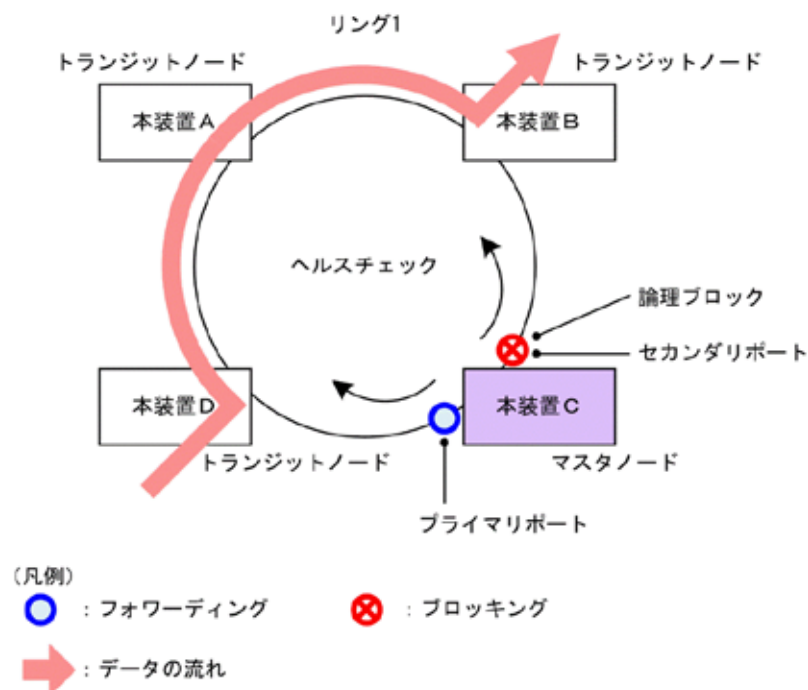 リング1
トランジットノード
トランジットノード
本装置A
本装置B
ヘルスチェック
論理ブロック
セカンダリポート
本装置D
本装置C
トランジットノード
マスタノード
プライマリポート
(凡例)
：フォワーディング
：ブロッキング
：データの流れ